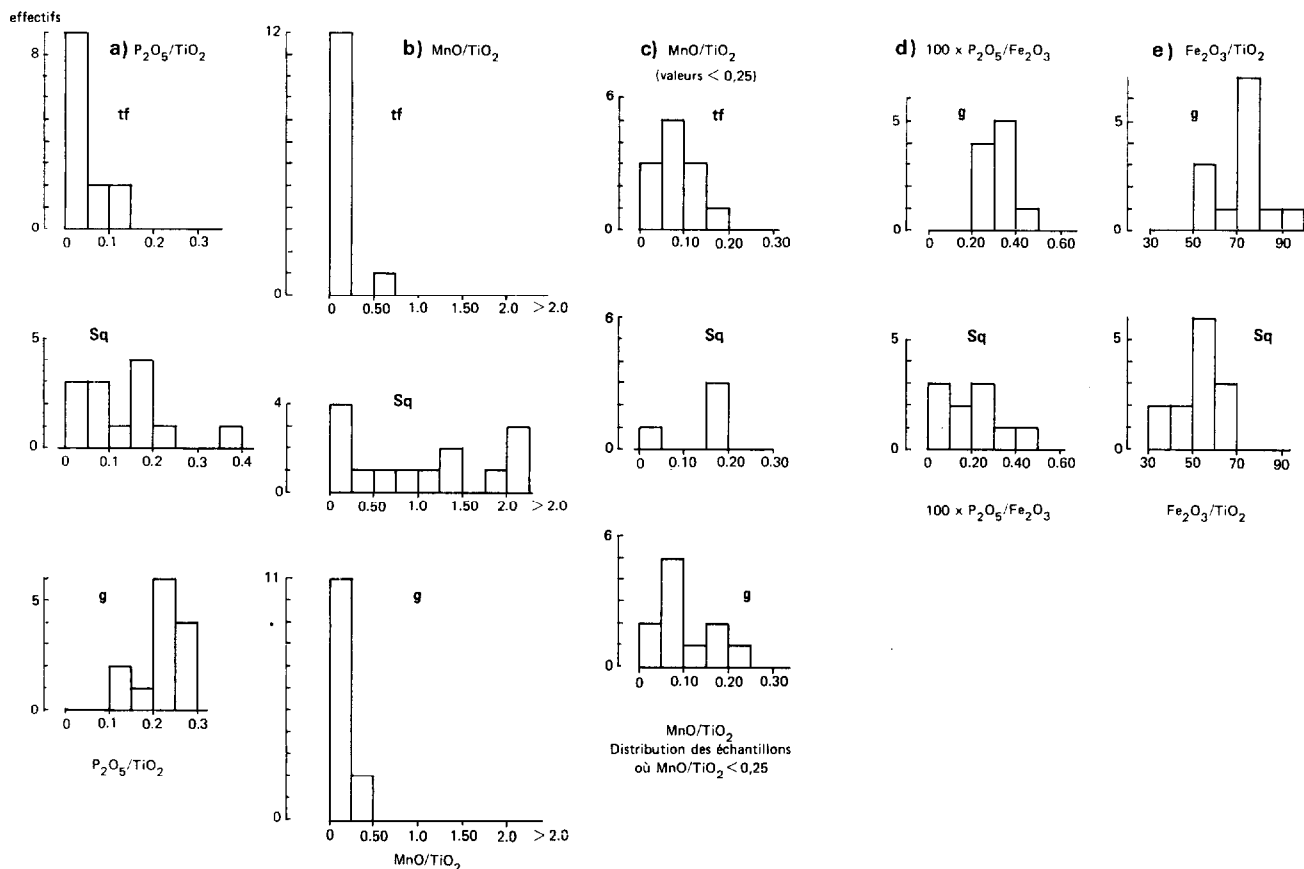 effectifs
a) P₂O₅/TiO₂
8
0
tf
0 0.1 0.2 0.3
b) MnO/TiO₂
12
0
tf
0 0.50 1.0 1.50 2.0 > 2.0
c) MnO/TiO₂
(valeurs < 0,25)
6
0
tf
0 0.10 0.20 0.30
d) 100 x P₂O₅/Fe₂O₃
5
0
g
0 0.20 0.40 0.60
e) Fe₂O₃/TiO₂
5
0
g
30 50 70 90
Sq
5
0
0 0.1 0.2 0.3 0.4
Sq
4
0
0 0.50 1.0 1.50 2.0 > 2.0
Sq
6
0
0 0.10 0.20 0.30
Sq
5
0
0 0.20 0.40 0.60
100 x P₂O₅/Fe₂O₃
Sq
5
0
30 50 70 90
Fe₂O₃/TiO₂
g
5
0
0 0.1 0.2 0.3
P₂O₅/TiO₂
g
11
0
0 0.50 1.0 1.50 2.0 > 2.0
MnO/TiO₂
g
6
0
0 0.10 0.20 0.30
MnO/TiO₂
Distribution des échantillons
où MnO/TiO₂ < 0,25